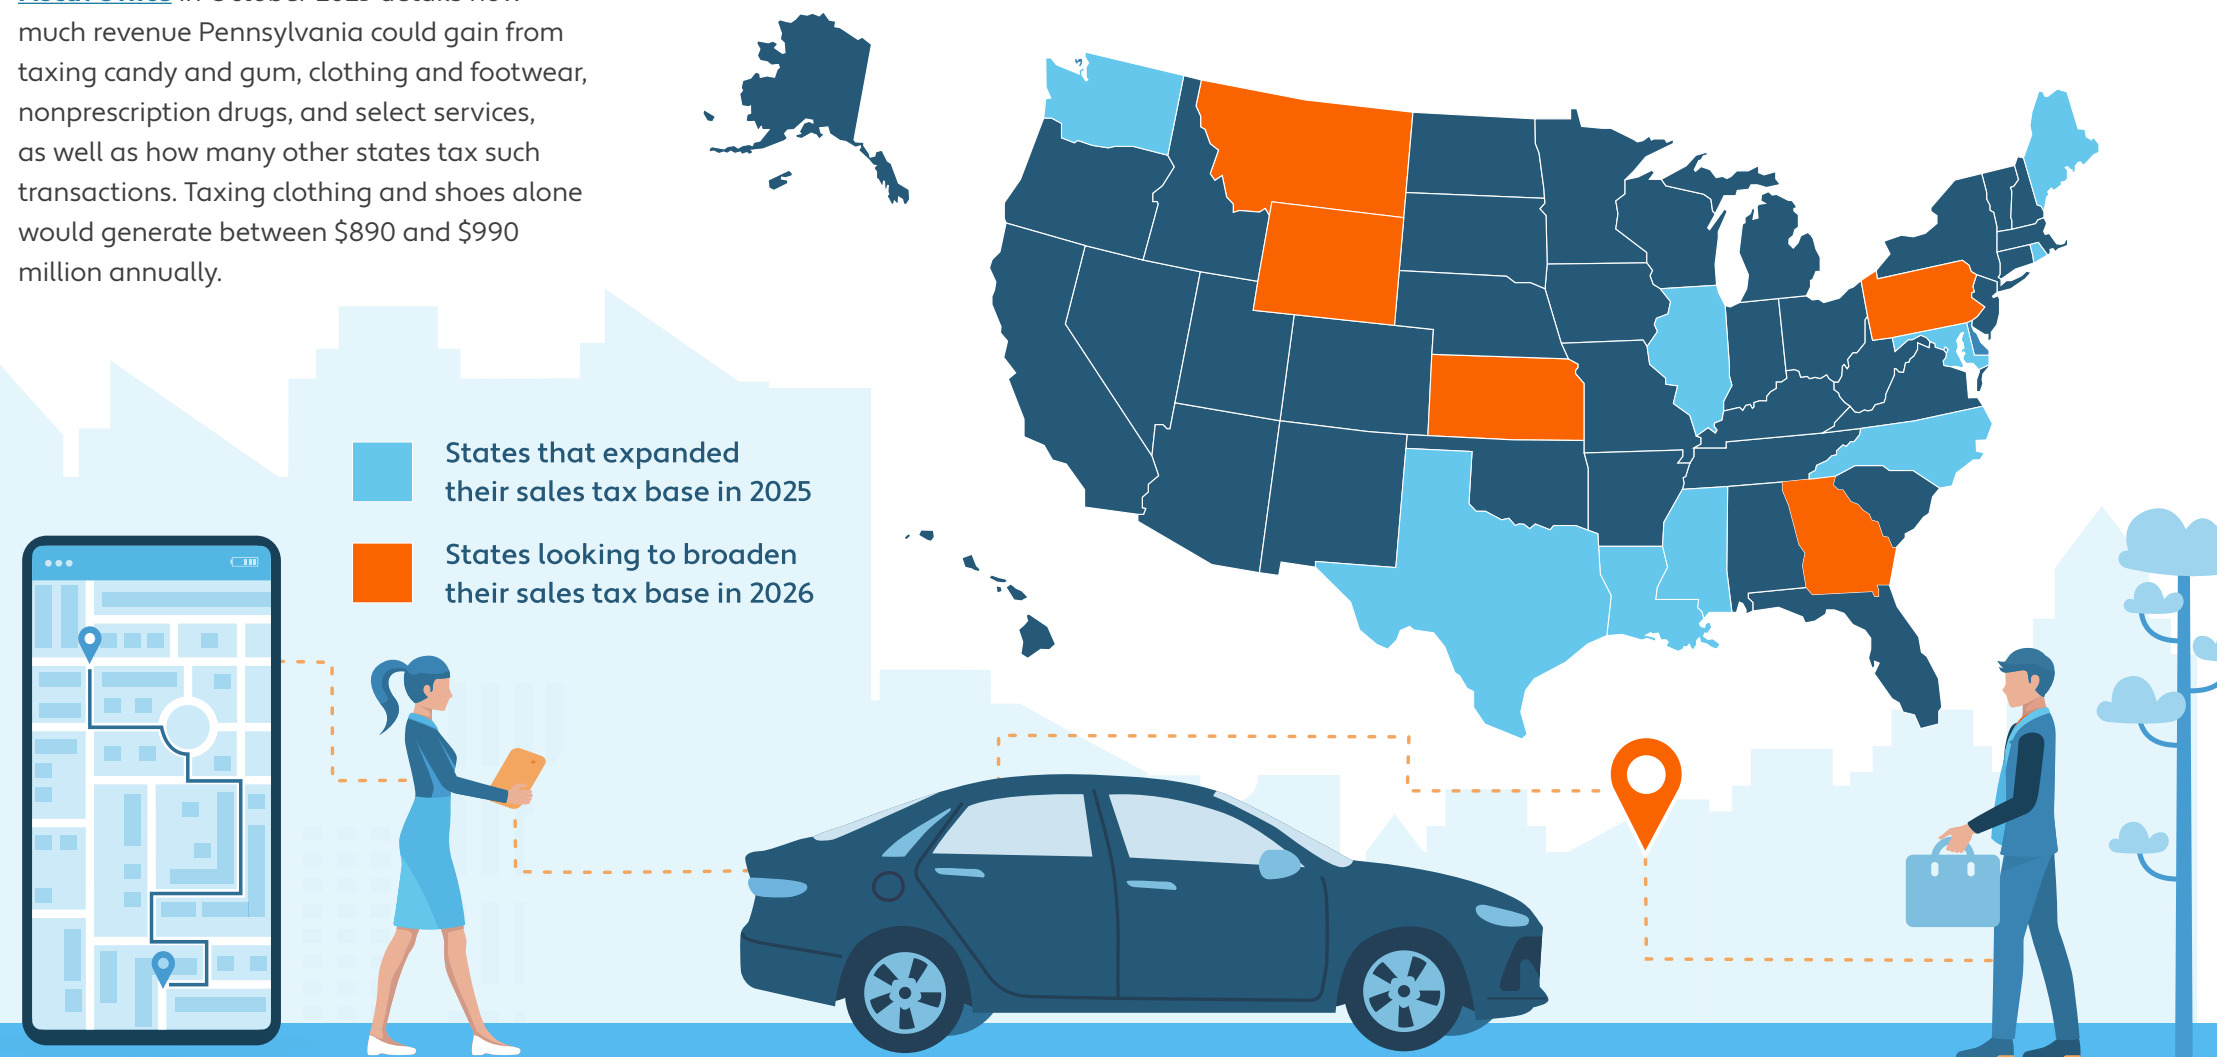 much revenue Pennsylvania could gain from
taxing candy and gum, clothing and footwear,
nonprescription drugs, and select services,
as well as how many other states tax such
transactions. Taxing clothing and shoes alone
would generate between $890 and $990
million annually.
States that expanded
their sales tax base in 2025
States looking to broaden
their sales tax base in 2026